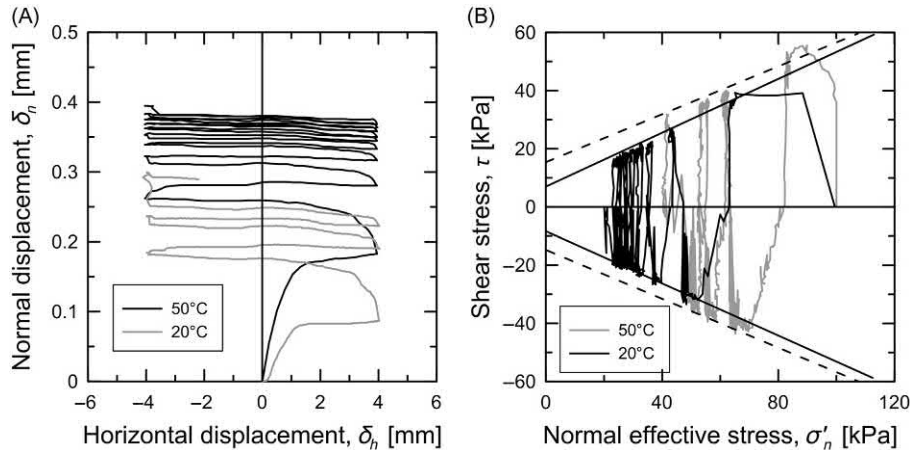 (A)
0.5
0.4
0.3
0.2
0.1
0
Normal displacement, δn [mm]
50°C
20°C
−6 −4 −2 0 2 4 6
Horizontal displacement, δh [mm]
(B)
60
40
20
0
−20
−40
−60
Shear stress, τ [kPa]
50°C
20°C
0 40 80 120
Normal effective stress, σ′n [kPa]